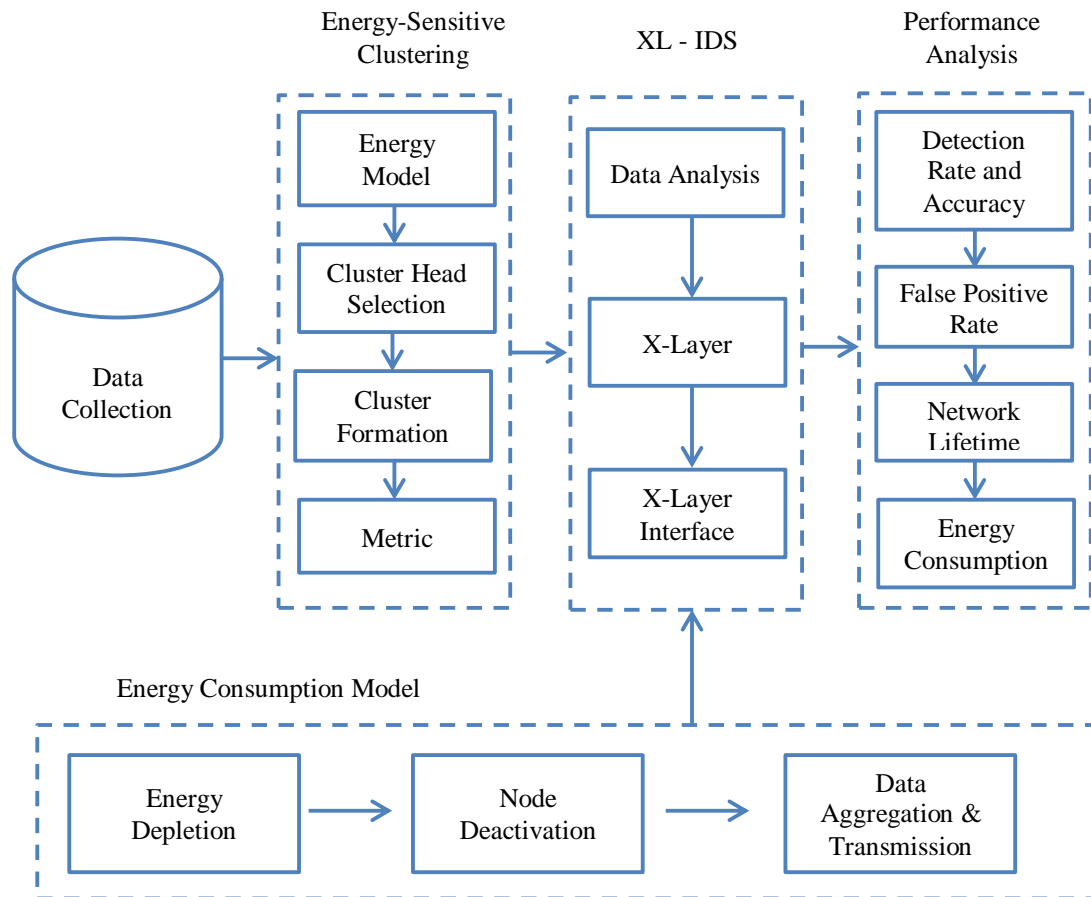 Energy-Sensitive
Clustering
XL - IDS
Performance
Analysis
Data
Collection
Energy
Model
Cluster Head
Selection
Cluster
Formation
Metric
Data Analysis
X-Layer
X-Layer
Interface
Detection
Rate and
Accuracy
False Positive
Rate
Network
Lifetime
Energy
Consumption
Energy Consumption Model
Energy
Depletion
Node
Deactivation
Data
Aggregation &
Transmission